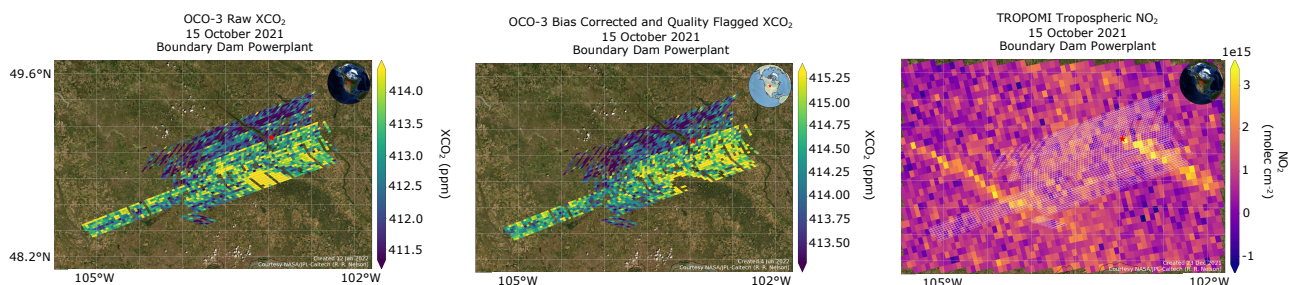 OCO-3 Raw XCO₂
15 October 2021
Boundary Dam Powerplant
49.6°N
48.2°W
105°W
102°W
414.0
413.5
413.0
412.5
412.0
411.5
XCO₂ (ppm)
Created 12 Jan 2022
Courtesy NASA/JPL-Caltech (R. R. Nelson)
OCO-3 Bias Corrected and Quality Flagged XCO₂
15 October 2021
Boundary Dam Powerplant
105°W
102°W
415.25
415.00
414.75
414.50
414.25
414.00
413.75
413.50
XCO₂ (ppm)
Courtesy NASA/JPL-Caltech (R. R. Nelson)
TROPOMI Tropospheric NO₂
15 October 2021
Boundary Dam Powerplant
1e15
105°W
102°W
3
2
1
0
-1
NO₂
(molec cm⁻²)
Courtesy NASA/JPL-Caltech (R. R. Nelson)